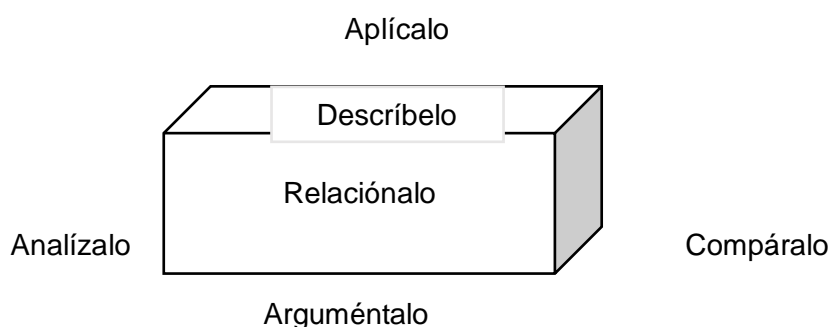 Aplícalo
Descríbelo
Relaciónalo
Analízalo
Compáralo
Arguméntalo